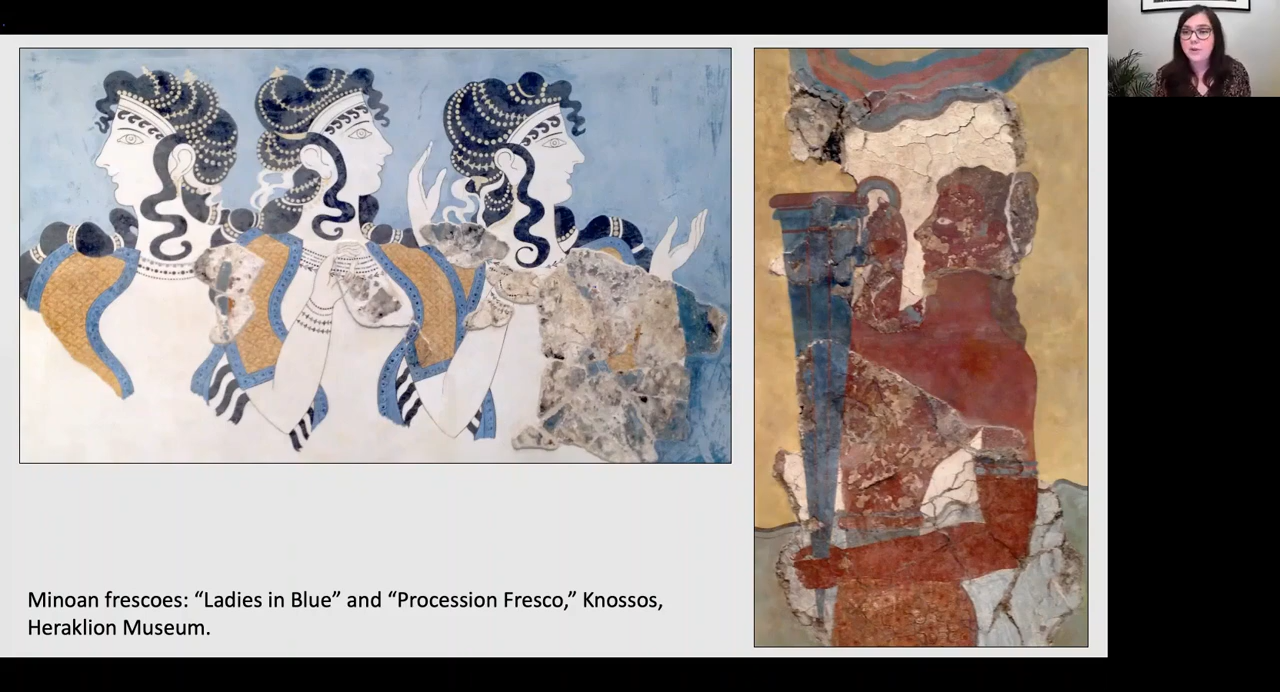 Minoan frescoes: “Ladies in Blue” and “Procession Fresco,” Knossos,
Heraklion Museum.